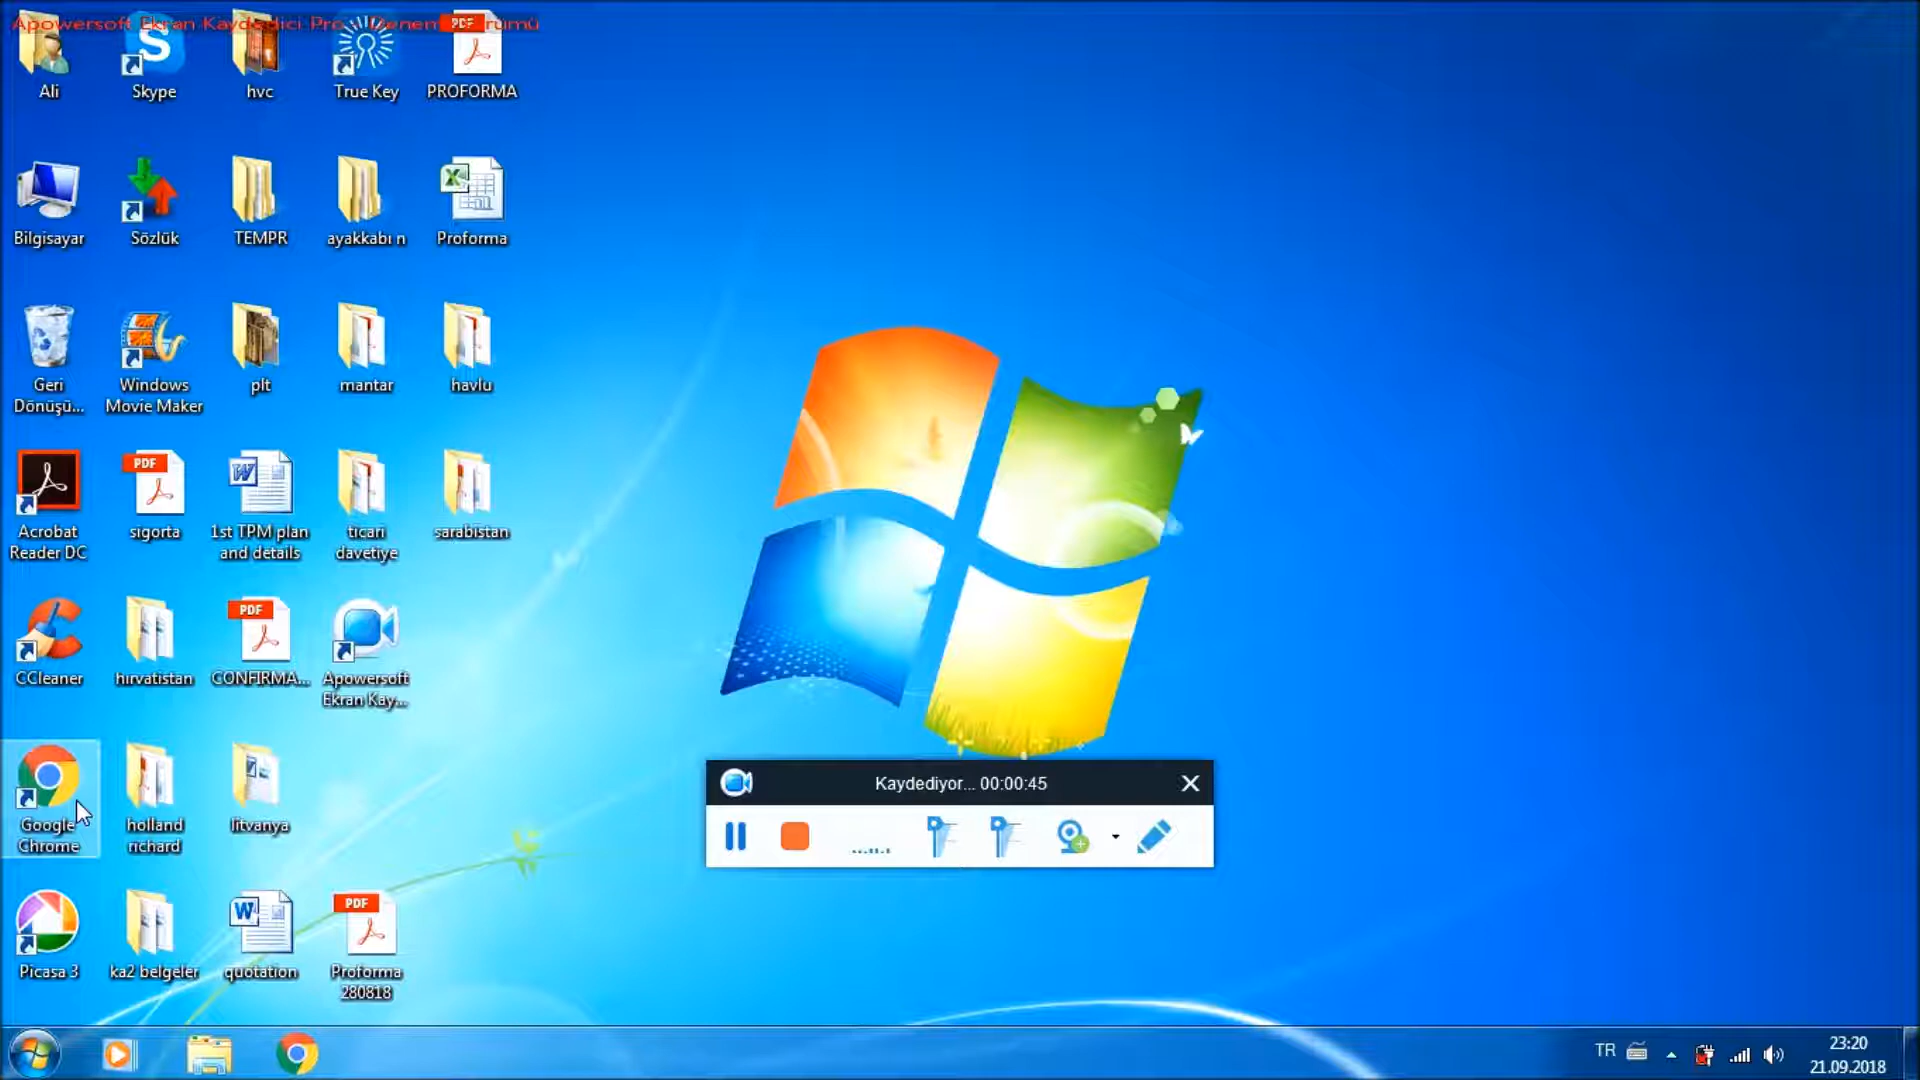 Apowersoft Ekran Kaydedici Pro - Denem
rümü
Ali
Skype
hvc
True Key
PDF
PROFORMA
Bilgisayar
Sözlük
TEMPR
ayakkabı n
Proforma
Geri
Dönüşü...
Windows
Movie Maker
plt
mantar
havlu
Acrobat
Reader DC
PDF
sigorta
1st TPM plan
and details
ticari
davetiye
sarabistan
CCleaner
hırvatistan
PDF
CONFIRMA...
Apowersoft
Ekran Kay...
Google
Chrome
holland
richard
litvanya
Kaydediyor... 00:00:45
Picasa 3
ka2 belgeler
quotation
PDF
Proforma
280818
TR
23:20
21.09.2018